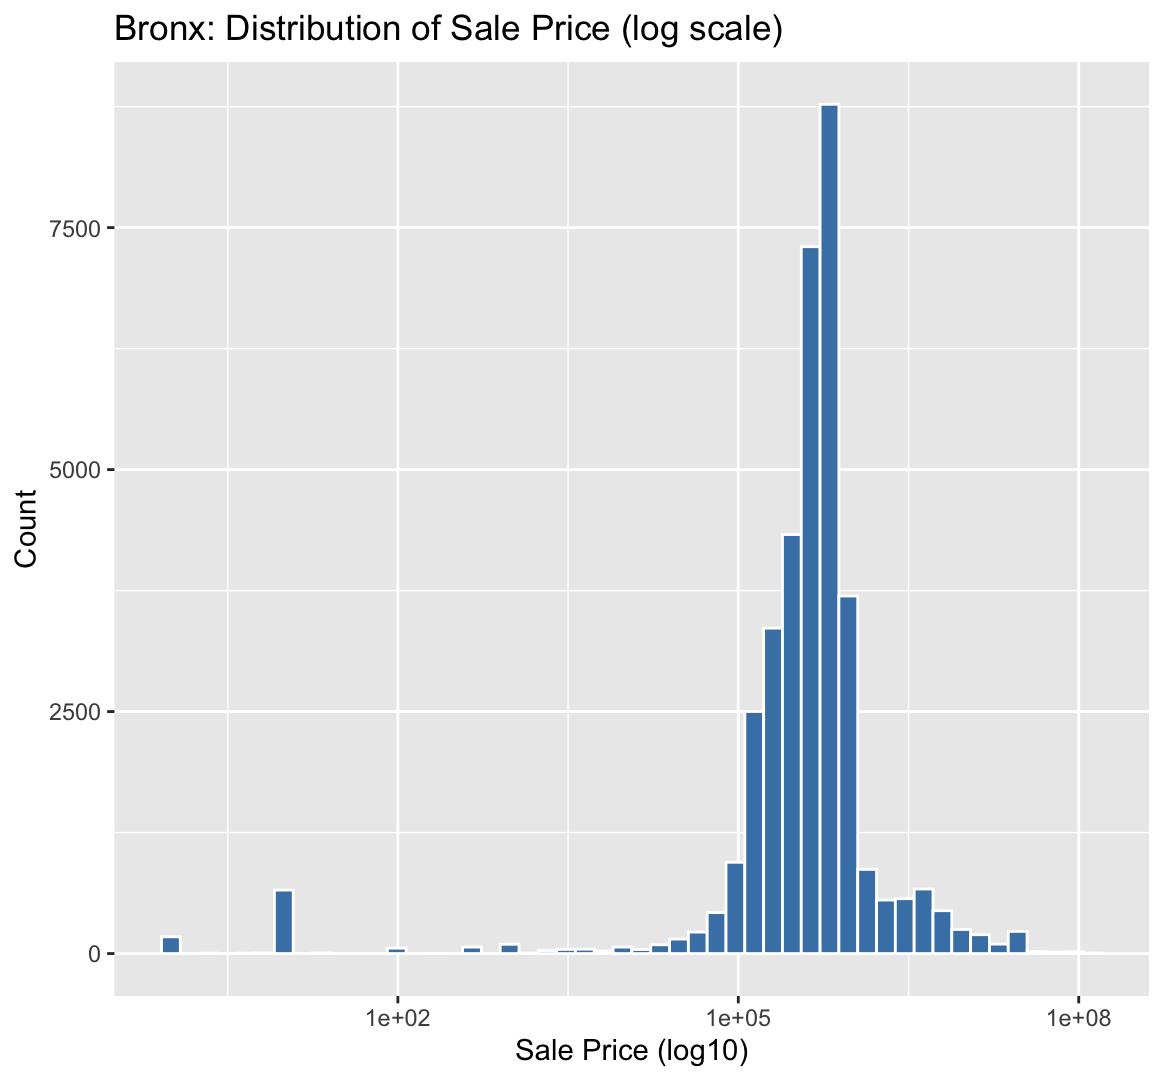 Bronx: Distribution of Sale Price (log scale)
7500
5000
2500
0
Count
1e+02 1e+05 1e+08
Sale Price (log10)